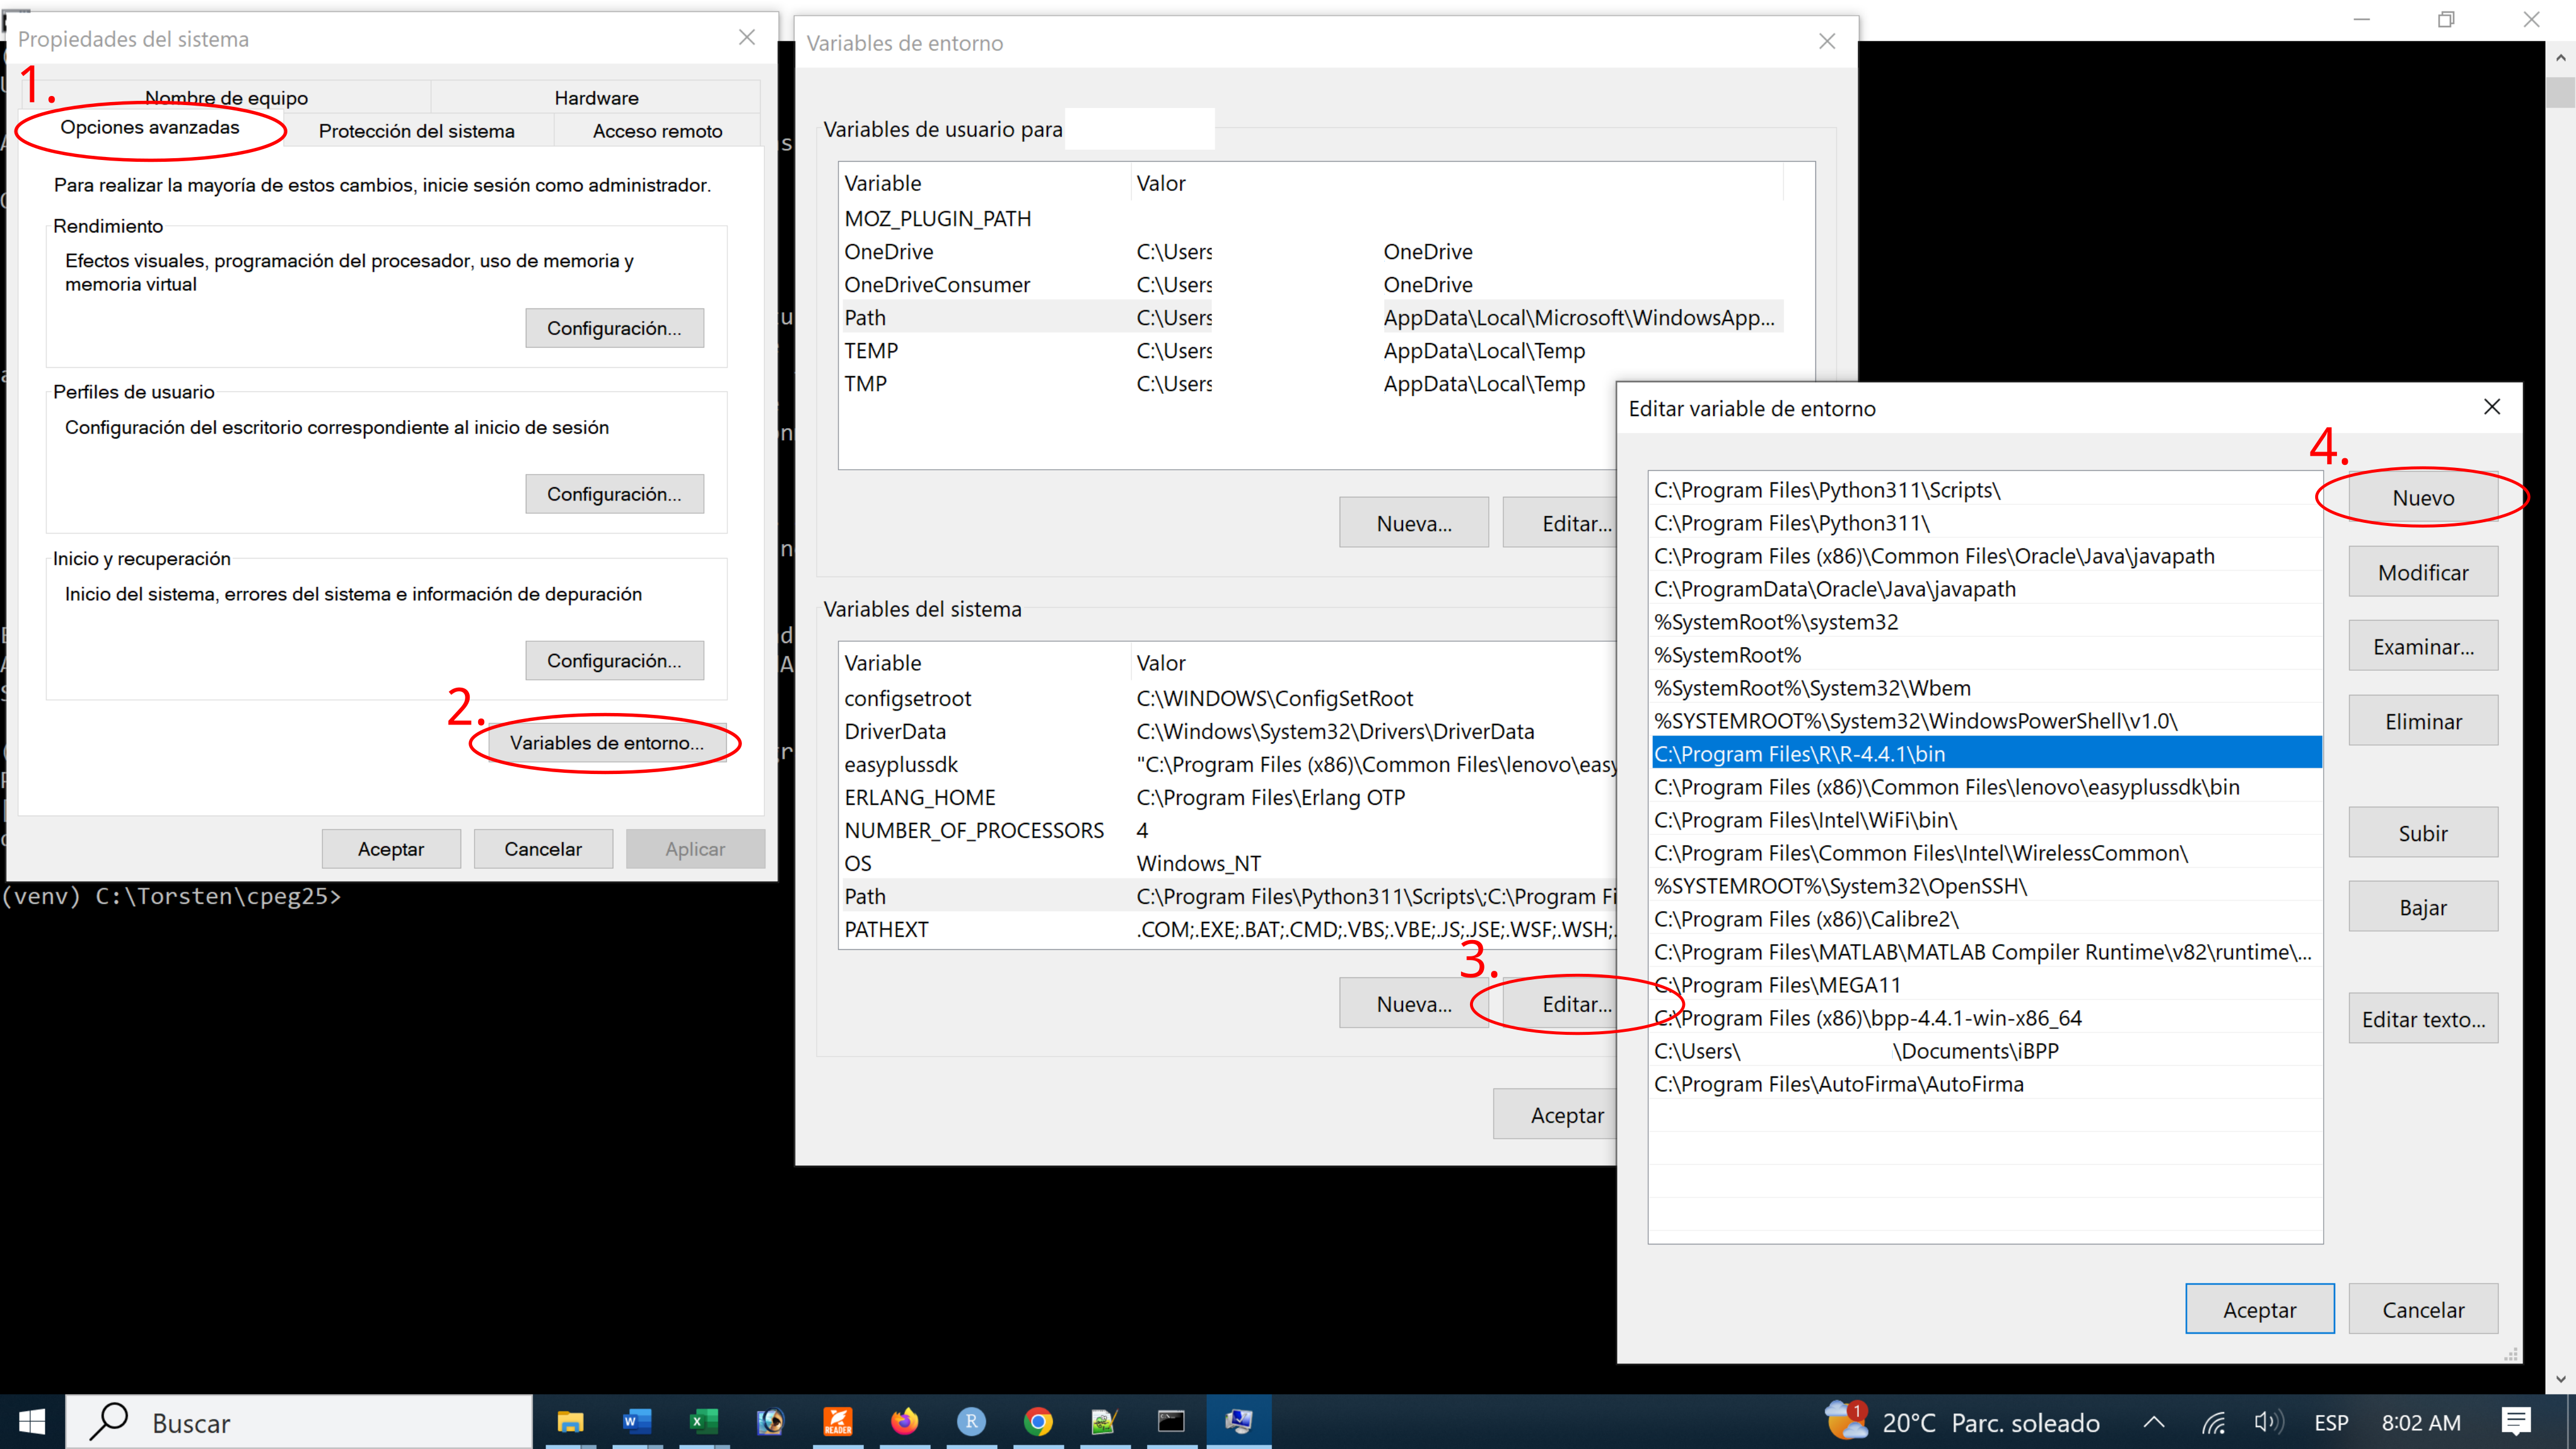 Propiedades del sistema
1.
Nombre de equipo
Hardware
Opciones avanzadas
Protección del sistema
Acceso remoto
Para realizar la mayoría de estos cambios, inicie sesión como administrador.
Rendimiento
Efectos visuales, programación del procesador, uso de memoria y
memoria virtual
Configuración...
Perfiles de usuario
Configuración del escritorio correspondiente al inicio de sesión
Configuración...
Inicio y recuperación
Inicio del sistema, errores del sistema e información de depuración
Configuración...
2.
Variables de entorno...
Aceptar
Cancelar
Aplicar
(venv) C:\Torsten\cpeg25>
Variables de entorno
Variables de usuario para
Variable Valor
MOZ_PLUGIN_PATH
OneDrive C:\Users OneDrive
OneDriveConsumer C:\Users OneDrive
Path C:\Users AppData\Local\Microsoft\WindowsApp...
TEMP C:\Users AppData\Local\Temp
TMP C:\Users AppData\Local\Temp
Nueva...
Editar...
Variables del sistema
Variable Valor
configsetroot C:\WINDOWS\ConfigSetRoot
DriverData C:\Windows\System32\Drivers\DriverData
easyplussdk "C:\Program Files (x86)\Common Files\lenovo\easy
ERLANG_HOME C:\Program Files\Erlang OTP
NUMBER_OF_PROCESSORS 4
OS Windows_NT
Path C:\Program Files\Python311\Scripts\;C:\Program Fi
PATHEXT .COM;.EXE;.BAT;.CMD;.VBS;.VBE;.JS;.JSE;.WSF;.WSH;.
3.
Nueva...
Editar...
Aceptar
Editar variable de entorno
4.
C:\Program Files\Python311\Scripts\
C:\Program Files\Python311\
C:\Program Files (x86)\Common Files\Oracle\Java\javapath
C:\ProgramData\Oracle\Java\javapath
%SystemRoot%\system32
%SystemRoot%
%SystemRoot%\System32\Wbem
%SYSTEMROOT%\System32\WindowsPowerShell\v1.0\
C:\Program Files\R\R-4.4.1\bin
C:\Program Files (x86)\Common Files\lenovo\easyplussdk\bin
C:\Program Files\Intel\WiFi\bin\
C:\Program Files\Common Files\Intel\WirelessCommon\
%SYSTEMROOT%\System32\OpenSSH\
C:\Program Files (x86)\Calibre2\
C:\Program Files\MATLAB\MATLAB Compiler Runtime\v82\runtime\...
C:\Program Files\MEGA11
C:\Program Files (x86)\bpp-4.4.1-win-x86_64
C:\Users\ \Documents\iBPP
C:\Program Files\AutoFirma\AutoFirma
Nuevo
Modificar
Examinar...
Eliminar
Subir
Bajar
Editar texto...
Aceptar
Cancelar
Buscar
READER
R
1
20°C Parc. soleado
ESP
8:02 AM